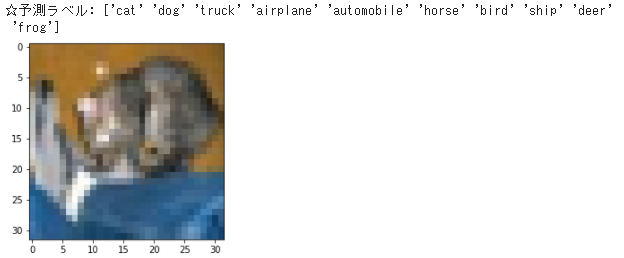 ☆予測ラベル: ['cat' 'dog' 'truck' 'airplane' 'automobile' 'horse' 'bird' 'ship' 'deer'
'frog']
0
5
10
15
20
25
30
0 5 10 15 20 25 30